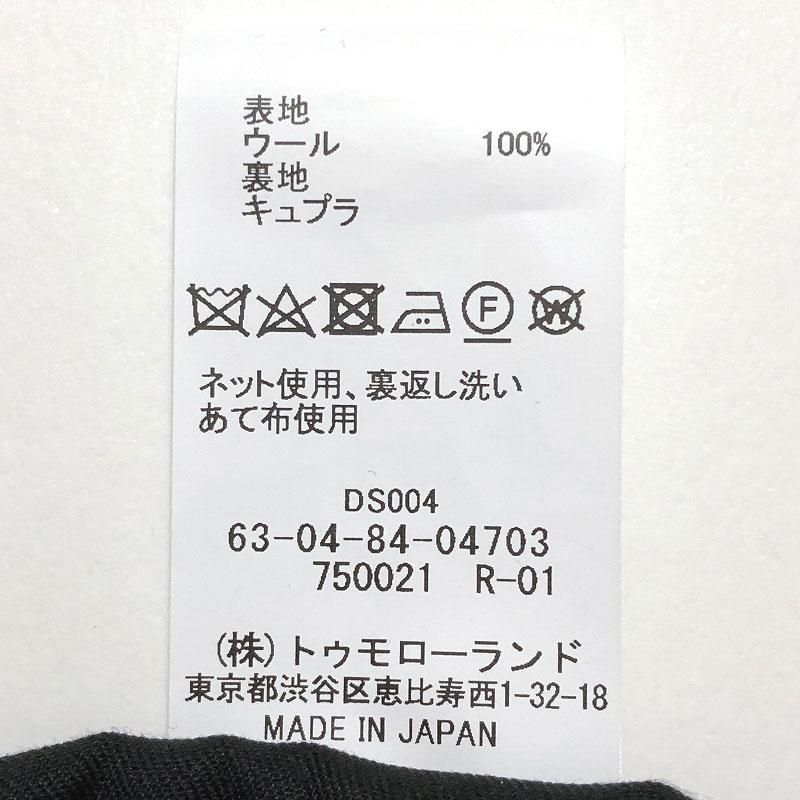 表地
ウール 100%
裏地
キュプラ
F W
ネット使用、裏返し洗い
あて布使用
DS004
63-04-84-04703
750021 R-01
(株)トゥモローランド
東京都渋谷区恵比寿西1-32-18
MADE IN JAPAN